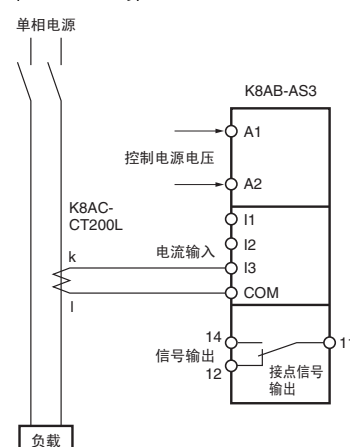 单相电源
K8AB-AS3
A1
控制电源电压
A2
K8AC-
CT200L
I1
I2
k
电流输入
I3
COM
l
14
11
信号输出
12
接点信号
输出
负载